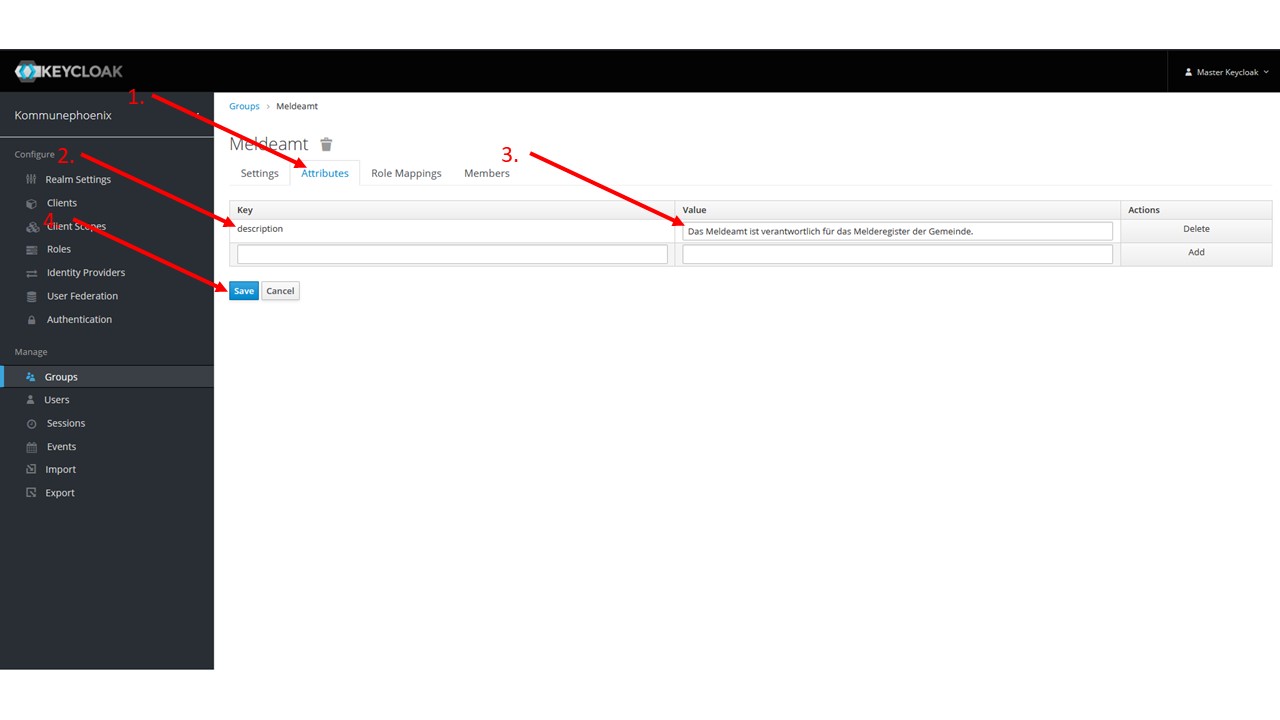 KEYCLOAK
Master Keycloak
1.
Kommunephoenix
Groups > Meldeamt
Meldeamt
Configure
2.
3.
Settings Attributes Role Mappings Members
Realm Settings
Clients
4.
Client Scopes
Roles
Identity Providers
User Federation
Authentication
Key Value Actions
description Das Meldeamt ist verantwortlich für das Melderegister der Gemeinde. Delete
Add
Save Cancel
Manage
Groups
Users
Sessions
Events
Import
Export